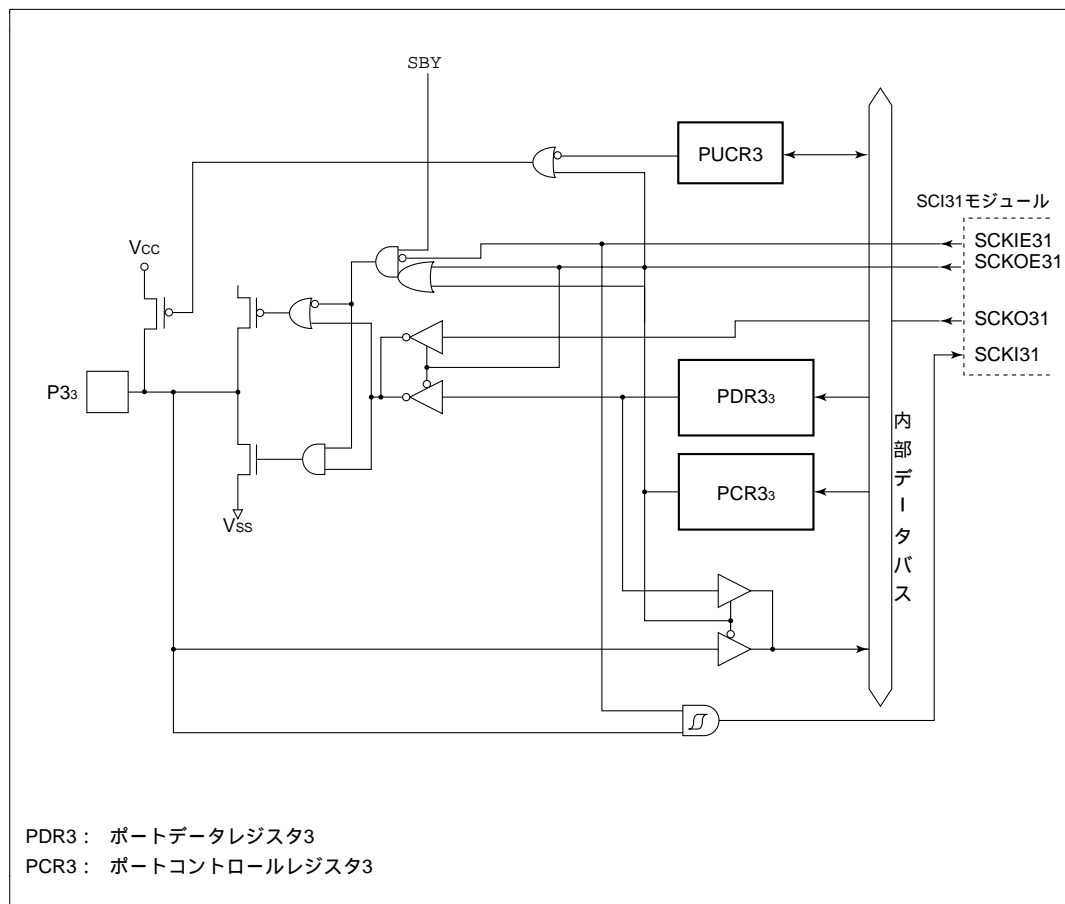 SBY
PUCR3
SCI31モジュール
SCKIE31
SCKOE31
SCKO31
SCKI31
VCC
P33
PDR33
PCR33
VSS
内部データバス
PDR3： ポートデータレジスタ3
PCR3： ポートコントロールレジスタ3